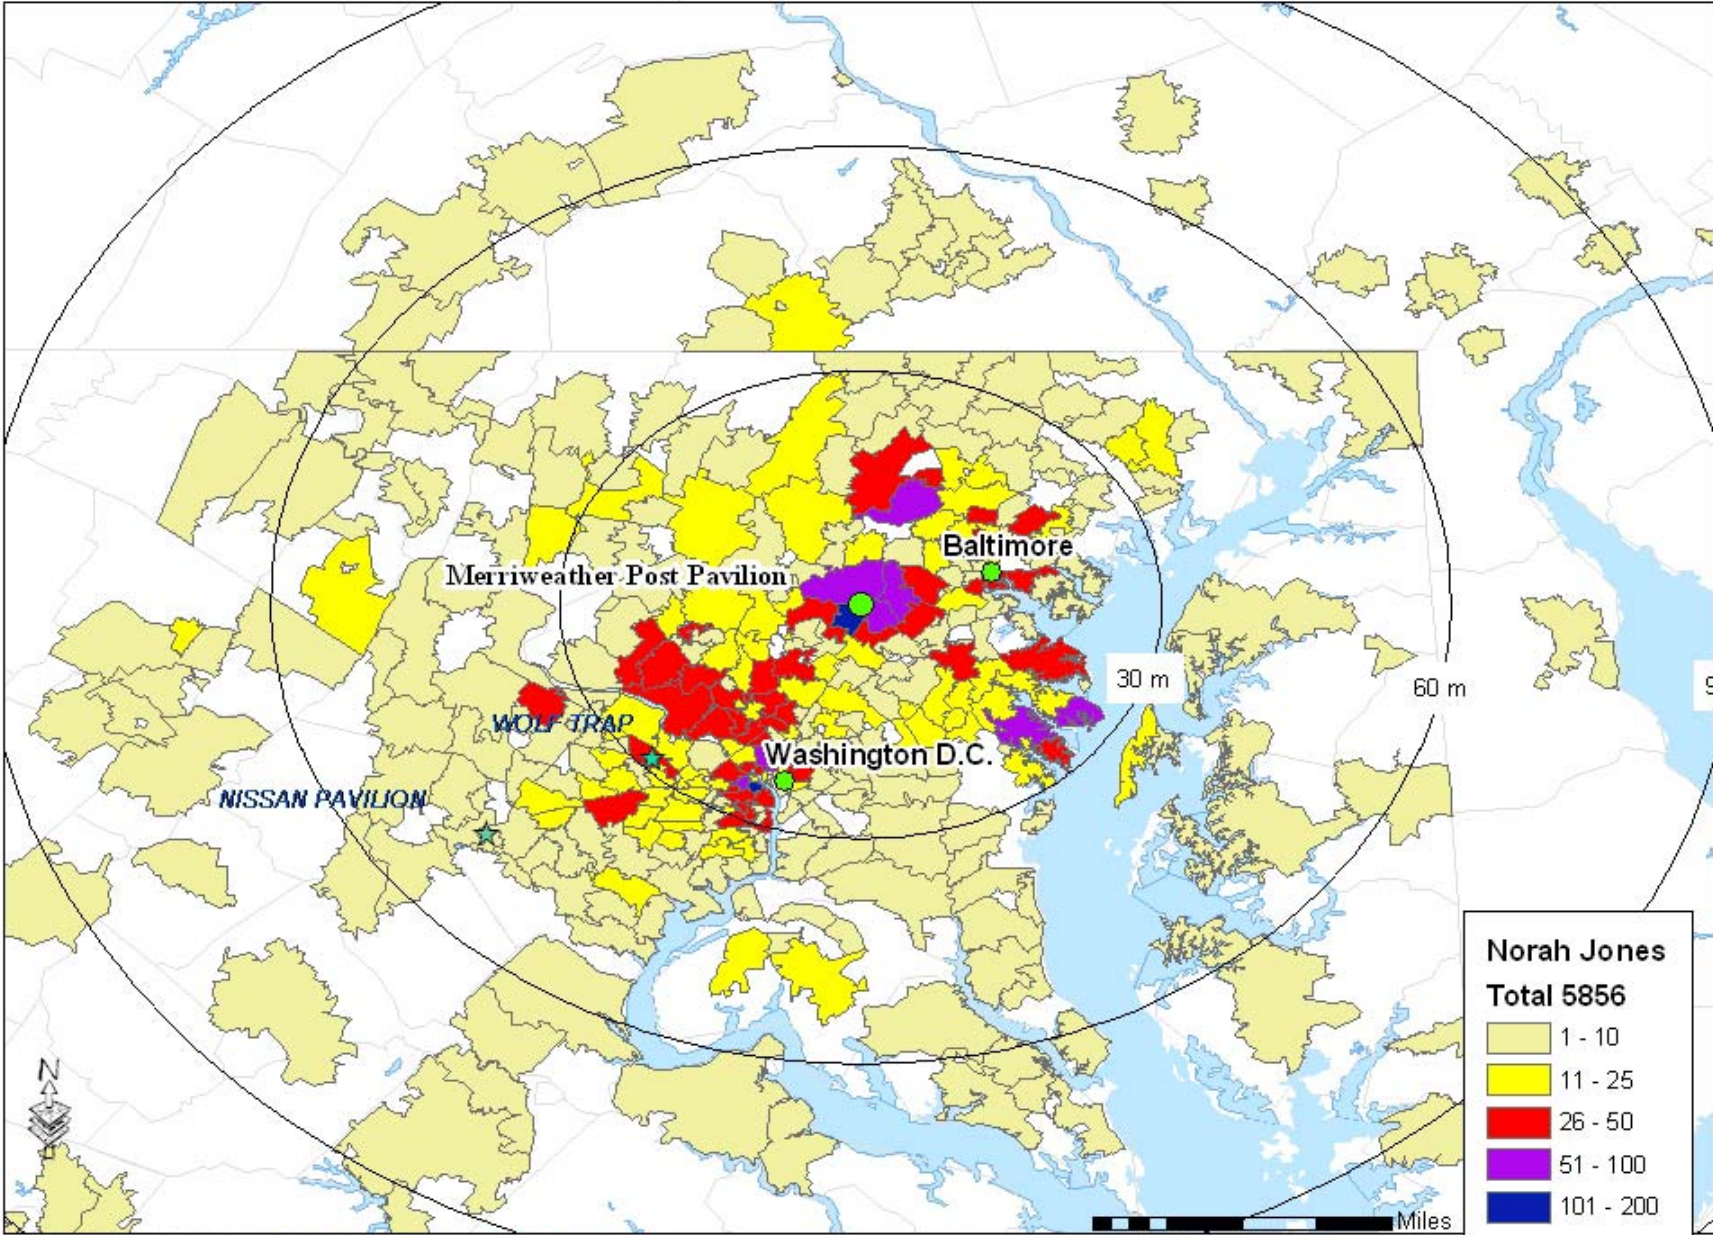 Baltimore
Merriweather Post Pavilion
30 m
60 m
9
WOLF TRAP
Washington D.C.
NISSAN PAVILION
Norah Jones
Total 5856
1 - 10
11 - 25
26 - 50
51 - 100
101 - 200
N
Miles